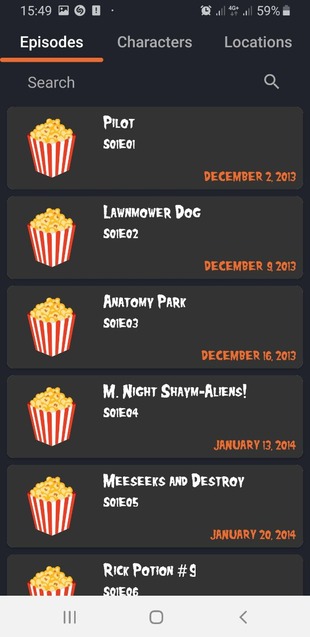 15:49 4G+ 59%
Episodes Characters Locations
Search
Pilot
S01E01
December 2, 2013
Lawnmower Dog
S01E02
December 9, 2013
Anatomy Park
S01E03
December 16, 2013
M. Night Shaym-Aliens!
S01E04
January 13, 2014
Meeseeks and Destroy
S01E05
January 20, 2014
Rick Potion #9
S01E06